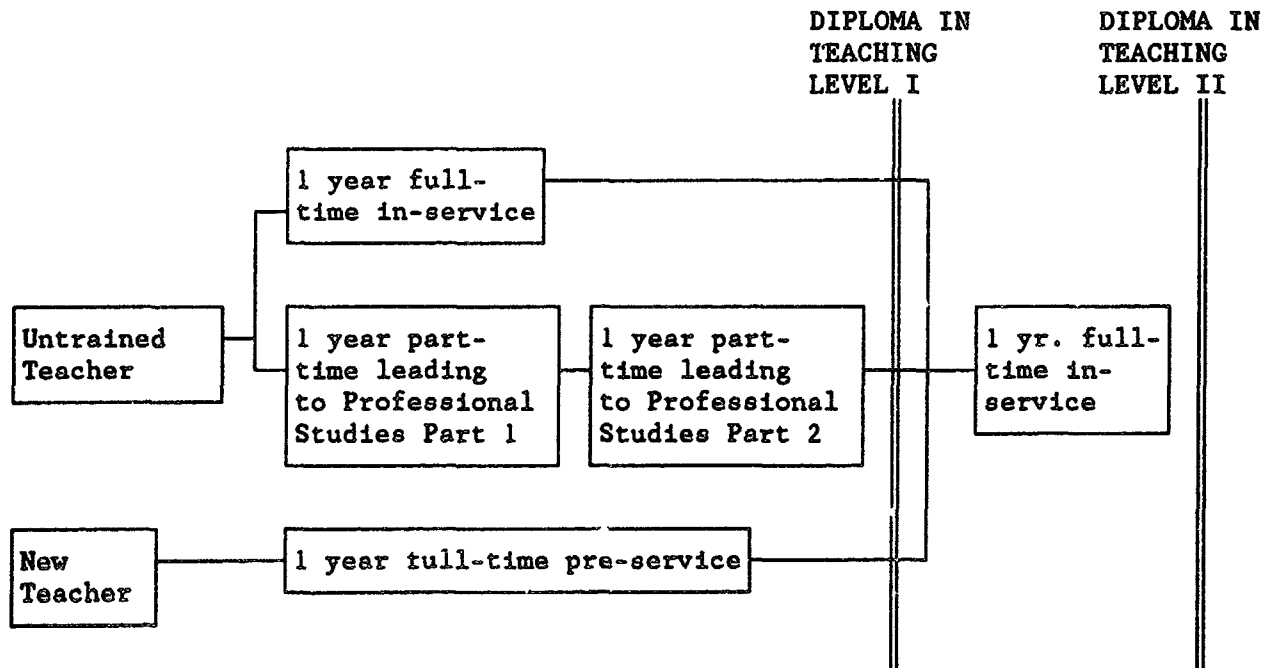 DIPLOMA IN
TEACHING
LEVEL I
DIPLOMA IN
TEACHING
LEVEL II
1 year full-
time in-service
Untrained
Teacher
1 year part-
time leading
to Professional
Studies Part 1
1 year part-
time leading
to Professional
Studies Part 2
1 yr. full-
time in-
service
New
Teacher
1 year tull-time pre-service